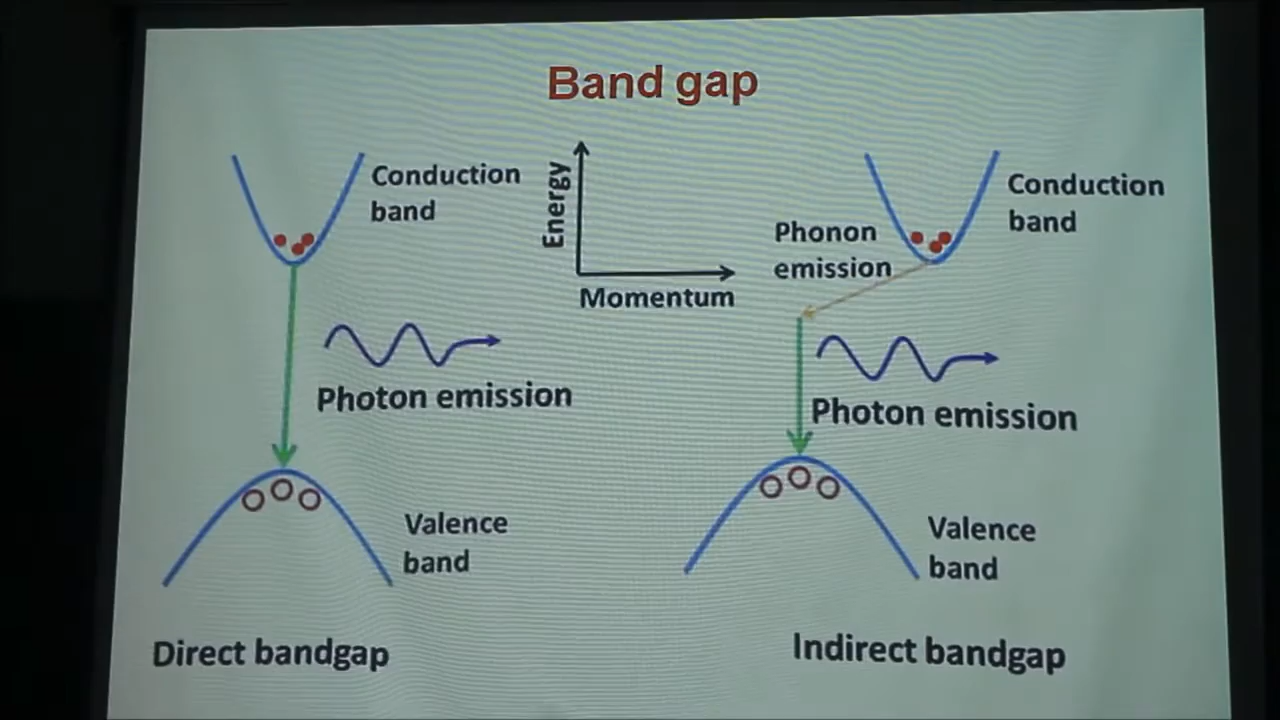 Band gap
Conduction
band
Energy
Momentum
Phonon
emission
Conduction
band
Photon emission
Photon emission
Valence
band
Valence
band
Direct bandgap
Indirect bandgap